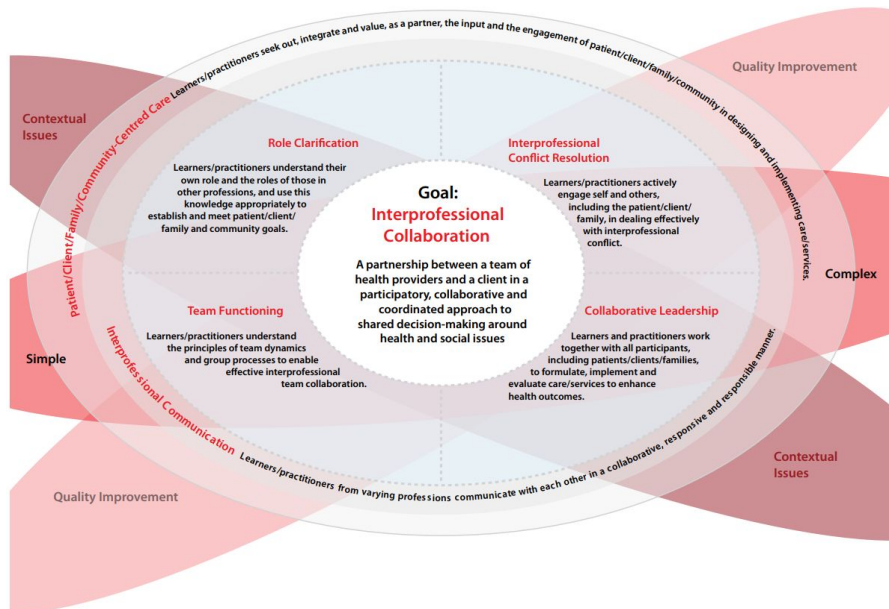 Patient/Client/Family/Community-Centred Care Learners/practitioners seek out, integrate and value, as a partner, the input and the engagement of patient/client/family/community in designing and implementing care/services.
Quality Improvement
Contextual
Issues
Role Clarification
Learners/practitioners understand their
own role and the roles of those in
other professions, and use this
knowledge appropriately to
establish and meet patient/client/
family and community goals.
Interprofessional
Conflict Resolution
Learners/practitioners actively
engage self and others,
including the patient/client/
family, in dealing effectively
with interprofessional
conflict.
Goal:
Interprofessional
Collaboration
A partnership between a team of
health providers and a client in a
participatory, collaborative and
coordinated approach to
shared decision-making around
health and social issues
Simple
Complex
Team Functioning
Learners/practitioners understand
the principles of team dynamics
and group processes to enable
effective interprofessional
team collaboration.
Collaborative Leadership
Learners and practitioners work
together with all participants,
including patients/clients/families,
to formulate, implement and
evaluate care/services to enhance
health outcomes.
Interprofessional Communication Learners/practitioners from varying professions communicate with each other in a collaborative, responsive and responsible manner.
Quality Improvement
Contextual
Issues